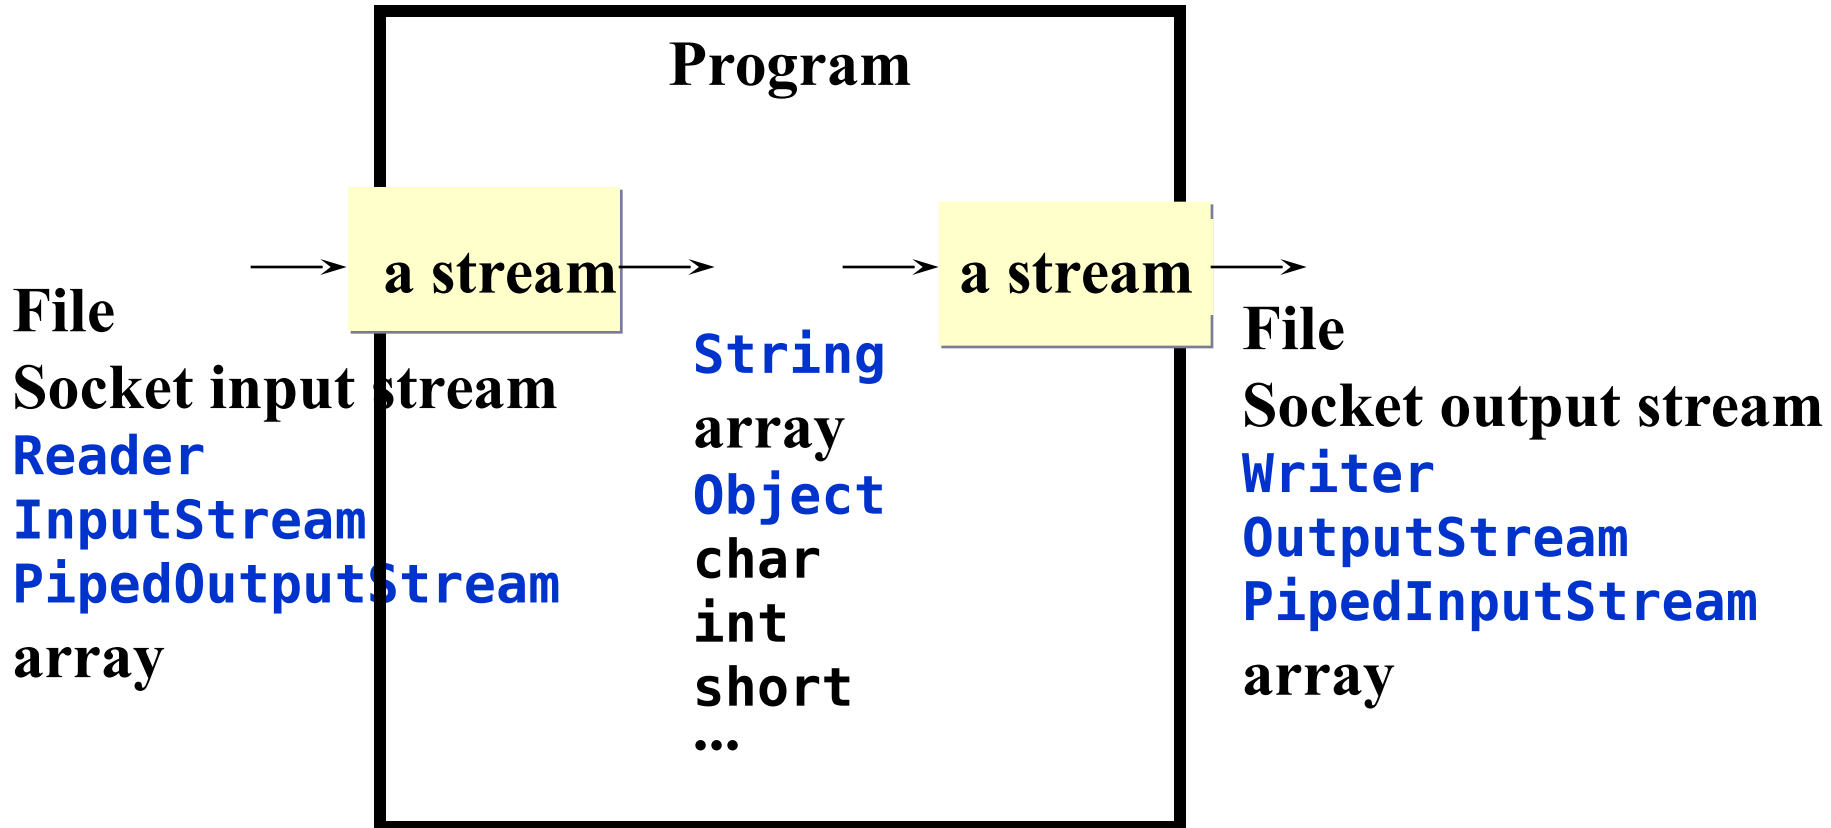 Program
a stream
a stream
File
Socket input stream
Reader
InputStream
PipedOutputStream
array
String
array
Object
char
int
short
...
File
Socket output stream
Writer
OutputStream
PipedInputStream
array